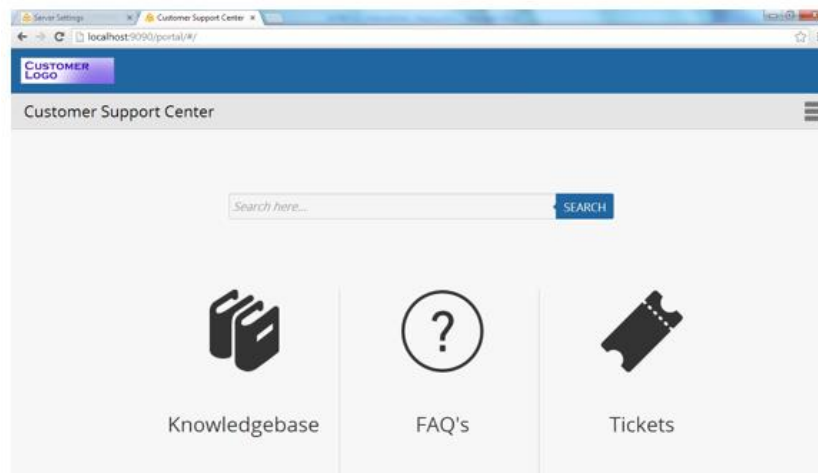 Server Settings
Customer Support Center
localhost:9090/portal/#/
CUSTOMER
LOGO
Customer Support Center
Search here...
SEARCH
?
Knowledgebase
FAQ's
Tickets